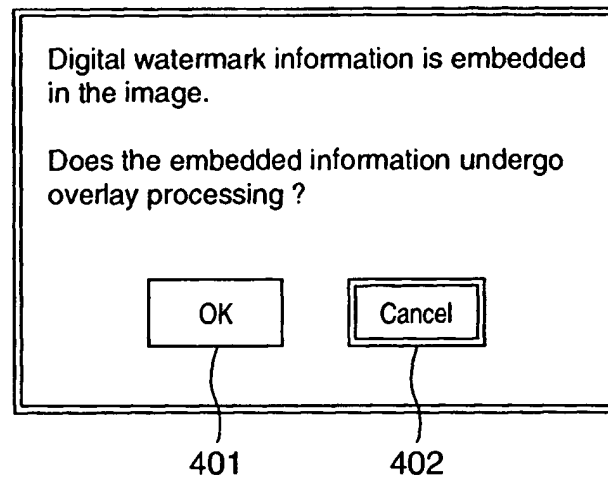 Digital watermark information is embedded
in the image.
Does the embedded information undergo
overlay processing ?
OK
Cancel
401
402